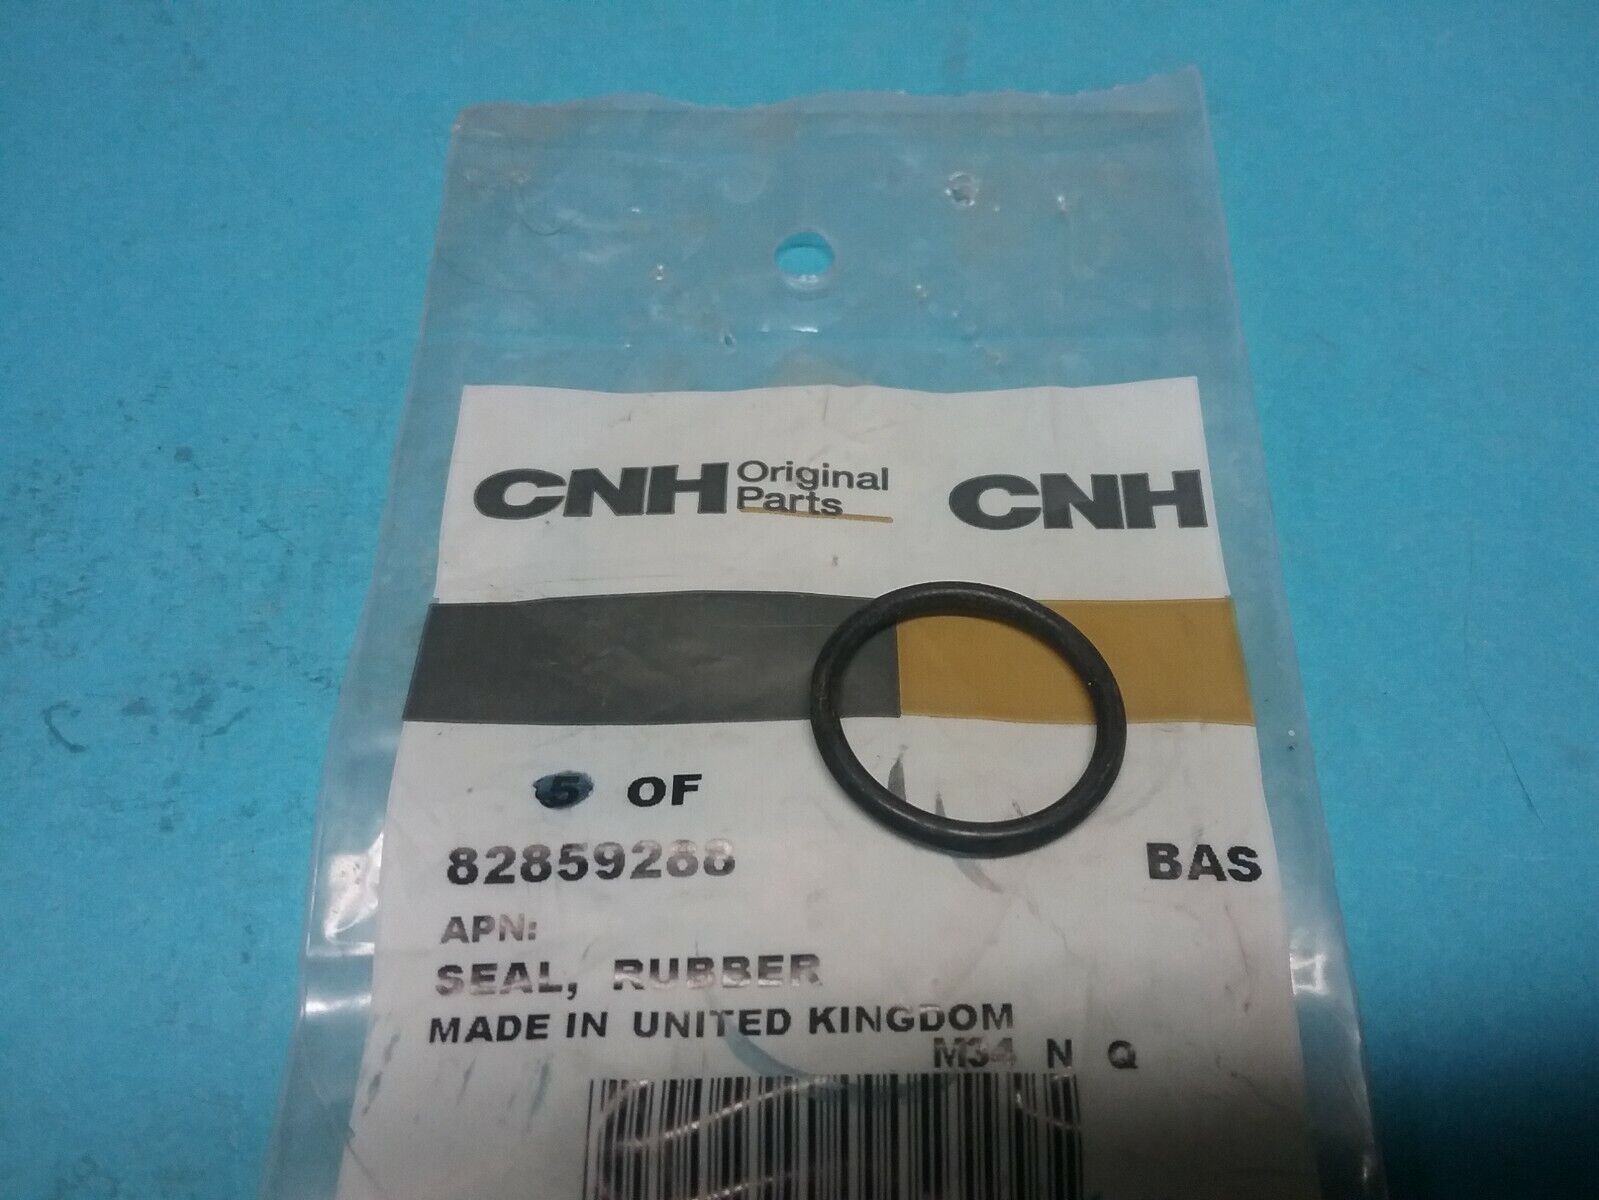 CNH Original Parts CNH
5 OF
82859288 BAS
APN:
SEAL, RUBBER
MADE IN UNITED KINGDOM
M34 N Q